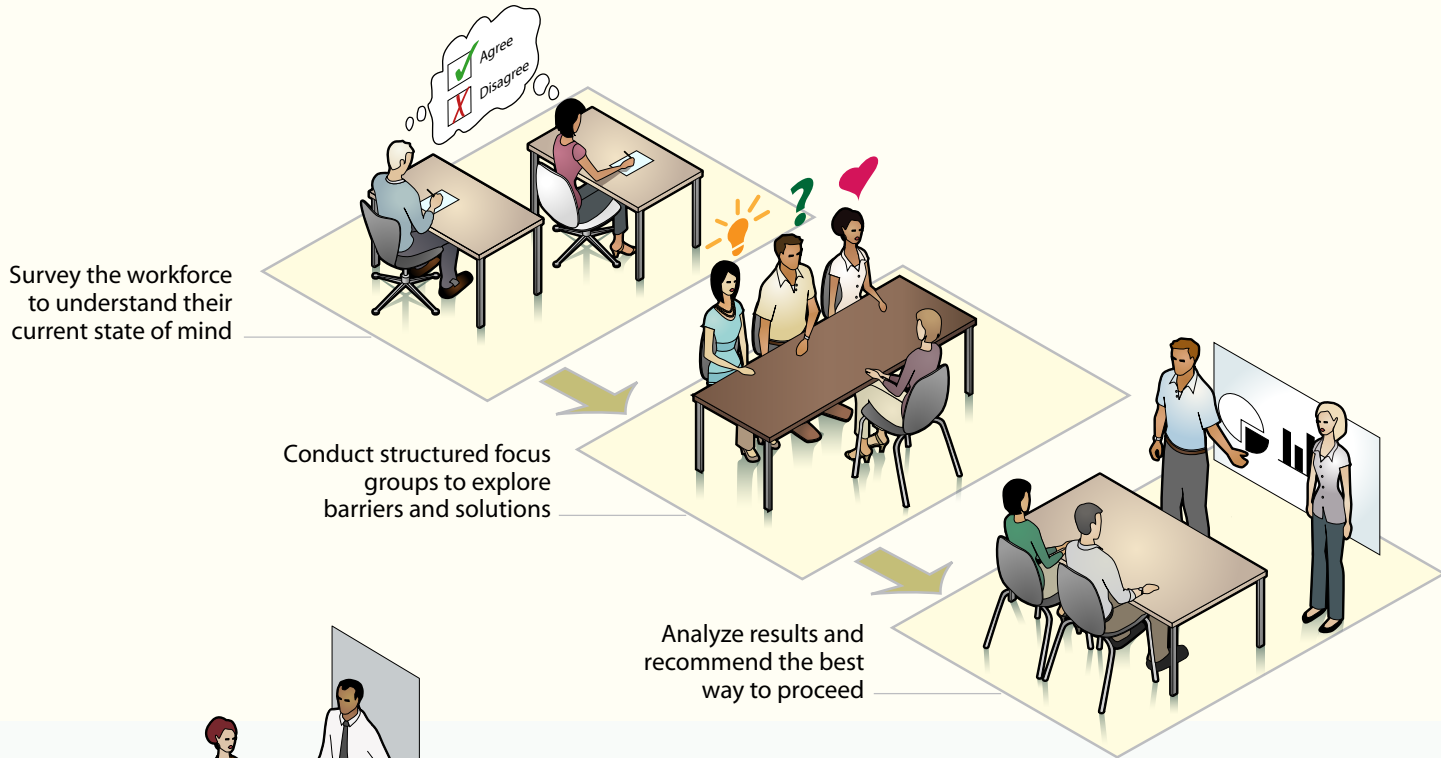 Agree
Disagree
?
Survey the workforce
to understand their
current state of mind
Conduct structured focus
groups to explore
barriers and solutions
Analyze results and
recommend the best
way to proceed